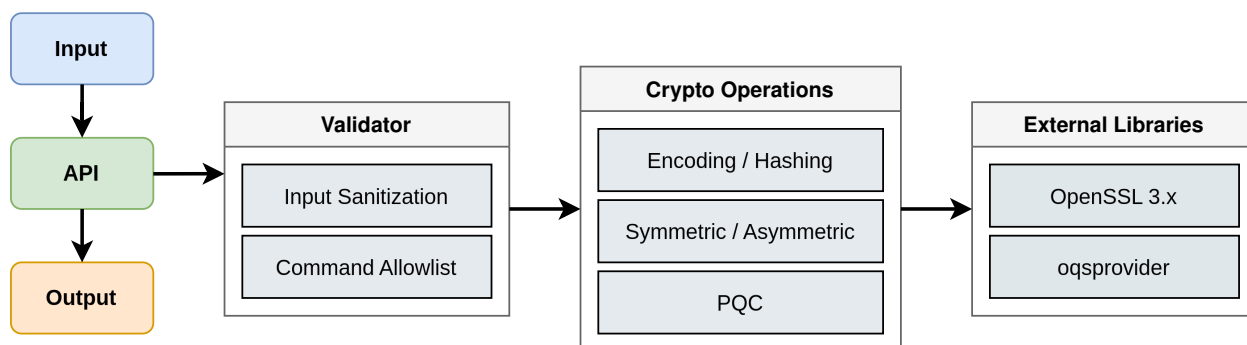 Input
API
Output
Validator
Input Sanitization
Command Allowlist
Crypto Operations
Encoding / Hashing
Symmetric / Asymmetric
PQC
External Libraries
OpenSSL 3.x
oqsprovider